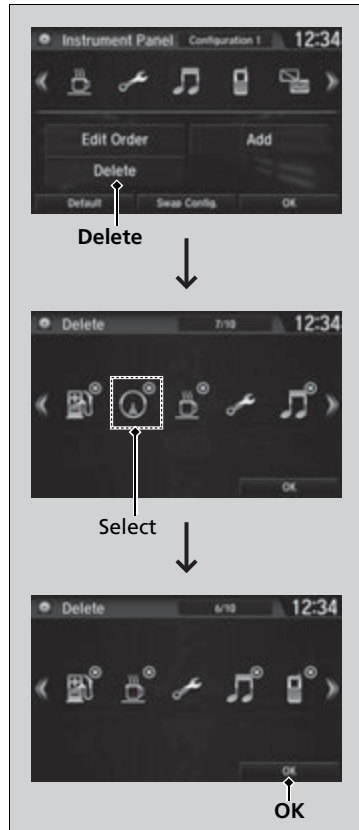 Instrument Panel Configuration 1 12:34
Edit Order Add
Delete
Default Swap Config. OK
Delete
Delete 7/10 12:34
OK
Select
Delete 6/10 12:34
OK
OK